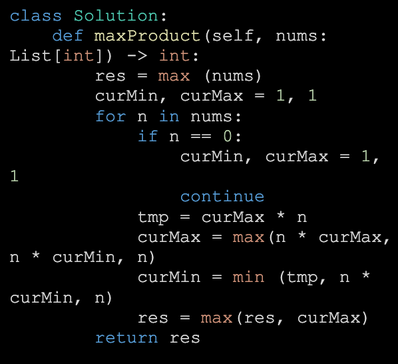 class Solution:
    def maxProduct(self, nums:
List[int]) -> int:
        res = max (nums)
        curMin, curMax = 1, 1
        for n in nums:
            if n == 0:
                curMin, curMax = 1,
1
                continue
            tmp = curMax * n
            curMax = max(n * curMax,
n * curMin, n)
            curMin = min (tmp, n *
curMin, n)
            res = max(res, curMax)
        return res